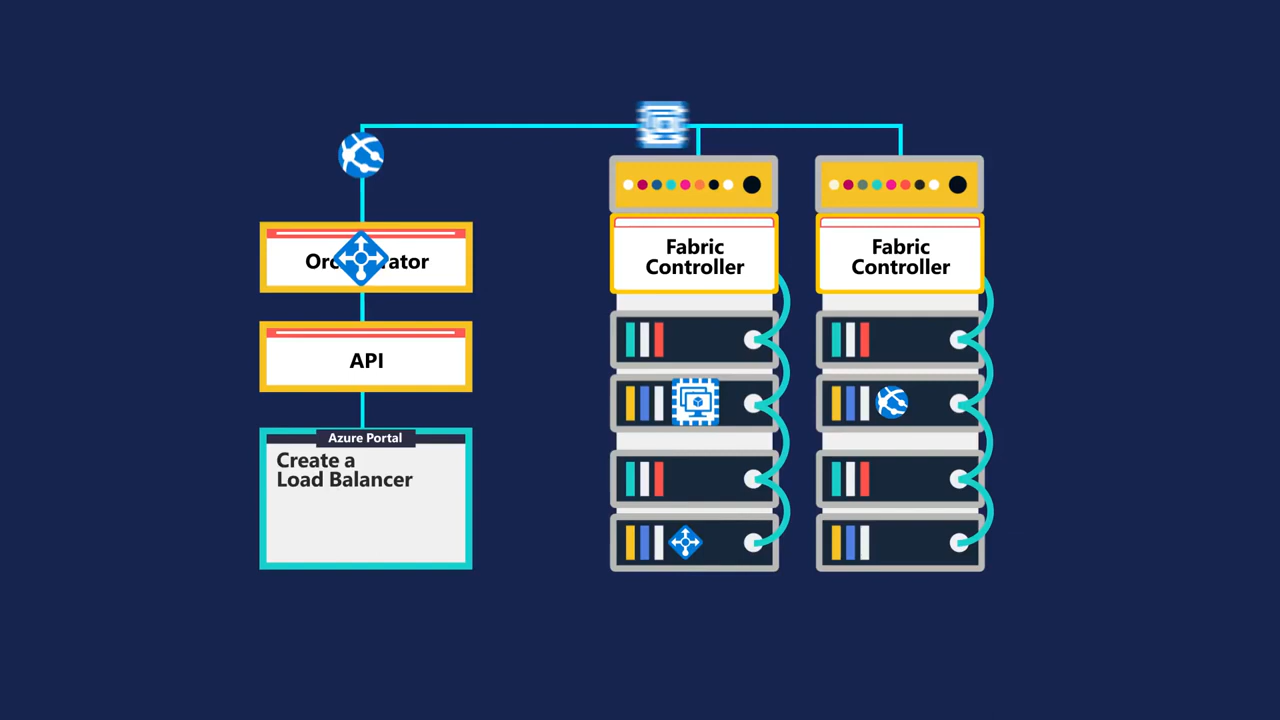 Fabric
Controller
Fabric
Controller
API
Azure Portal
Create a
Load Balancer